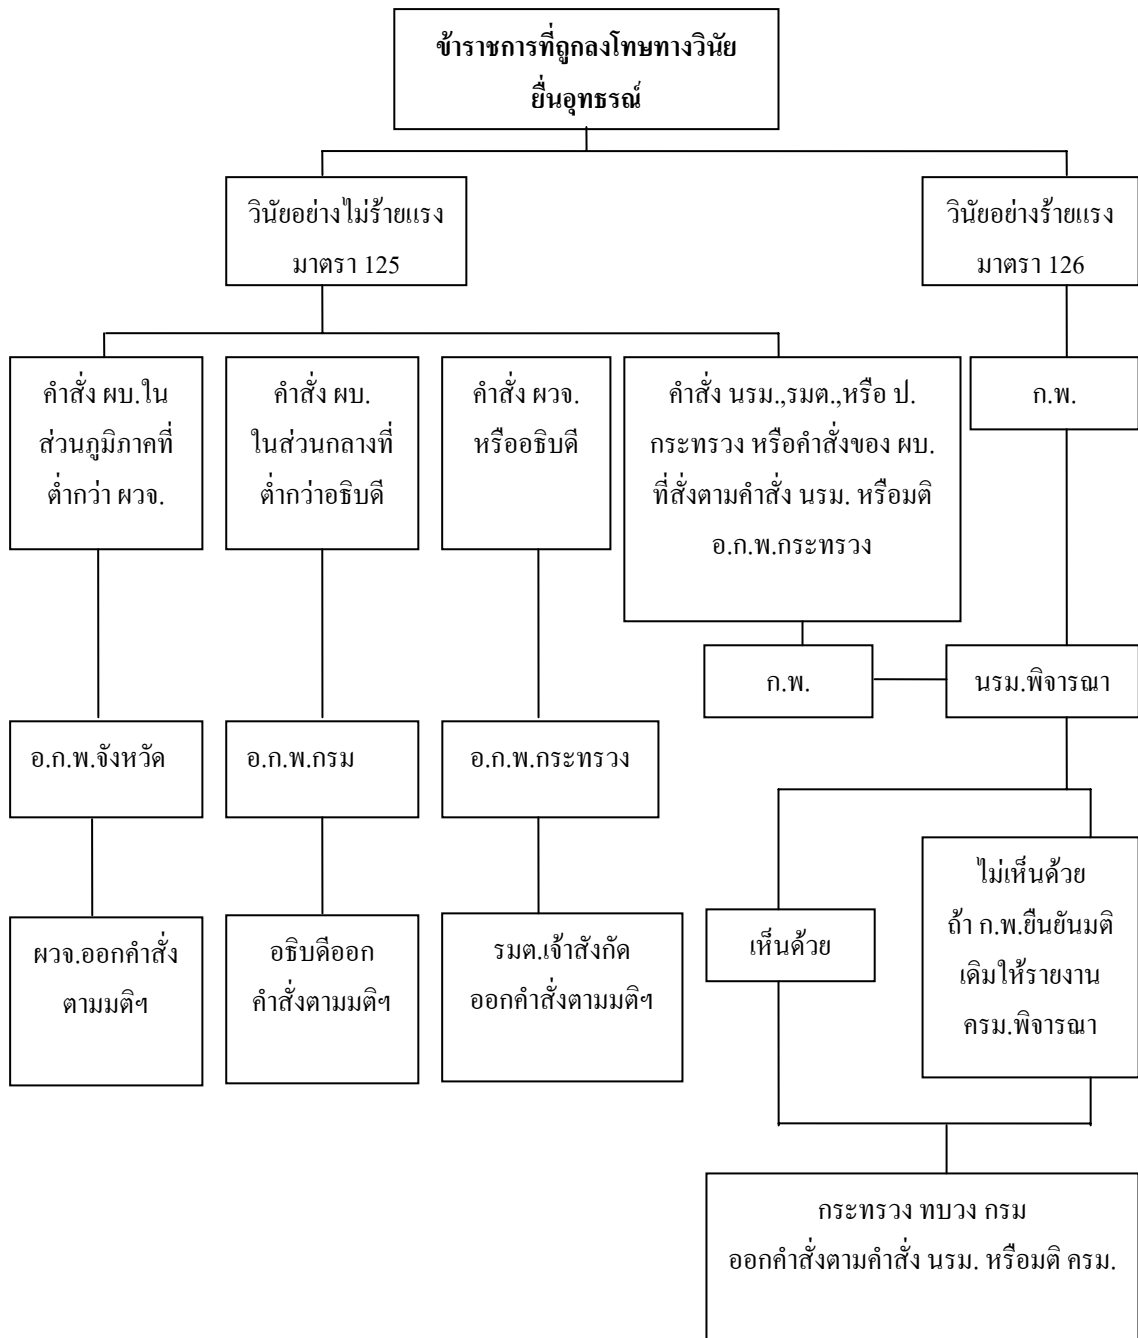 ข้าราชการที่ถูกลงโทษทางวินัย
ยื่นอุทธรณ์
วินัยอย่างไม่ร้ายแรง
มาตรา 125
วินัยอย่างร้ายแรง
มาตรา 126
คำสั่ง ผบ.ใน
ส่วนภูมิภาคที่
ต่ำกว่า ผวจ.
คำสั่ง ผบ.
ในส่วนกลางที่
ต่ำกว่าอธิบดี
คำสั่ง ผวจ.
หรืออธิบดี
คำสั่ง นรม.,รมต.,หรือ ป.
กระทรวง หรือคำสั่งของ ผบ.
ที่สั่งตามคำสั่ง นรม. หรือมติ
อ.ก.พ.กระทรวง
ก.พ.
ก.พ.
นรม.พิจารณา
อ.ก.พ.จังหวัด
อ.ก.พ.กรม
อ.ก.พ.กระทรวง
ผวจ.ออกคำสั่ง
ตามมติฯ
อธิบดีออก
คำสั่งตามมติฯ
รมต.เจ้าสังกัด
ออกคำสั่งตามมติฯ
เห็นด้วย
ไม่เห็นด้วย
ถ้า ก.พ.ยืนยันมติ
เดิมให้รายงาน
ครม.พิจารณา
กระทรวง ทบวง กรม
ออกคำสั่งตามคำสั่ง นรม. หรือมติ ครม.